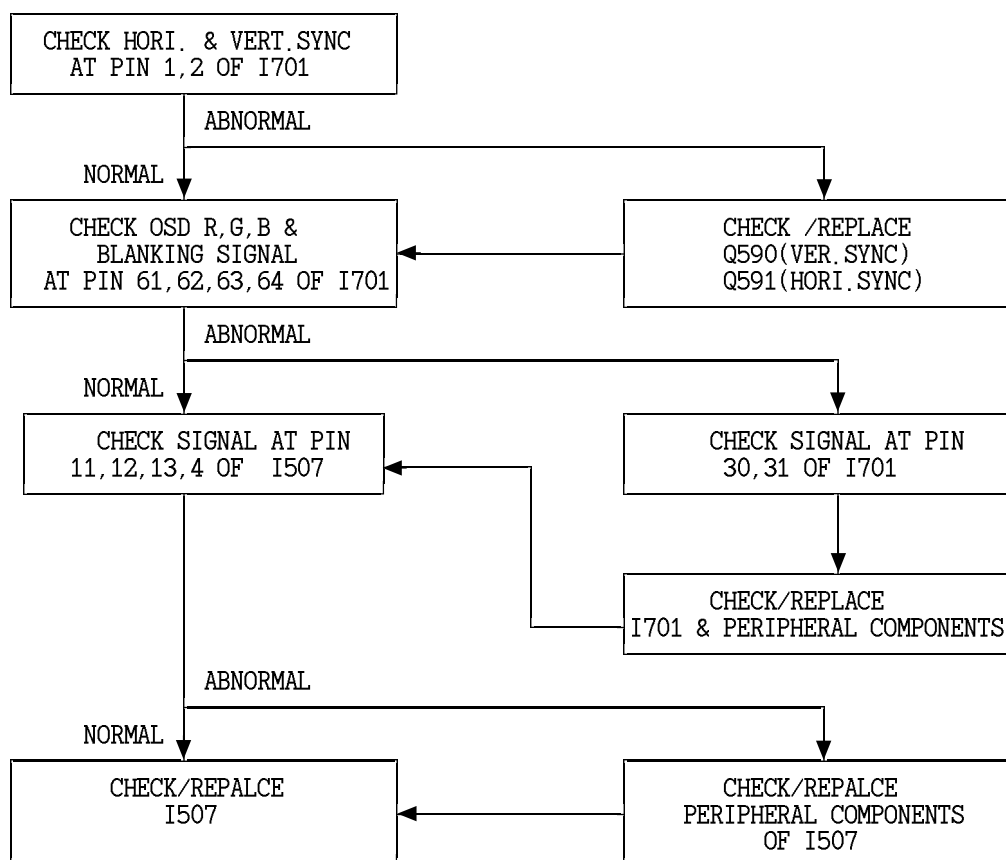 CHECK HORI. & VERT.SYNC
AT PIN 1,2 OF I701
ABNORMAL
NORMAL
CHECK OSD R,G,B &
BLANKING SIGNAL
AT PIN 61,62,63,64 OF I701
CHECK /REPLACE
Q590(VER.SYNC)
Q591(HORI.SYNC)
ABNORMAL
NORMAL
CHECK SIGNAL AT PIN
11,12,13,4 OF I507
CHECK SIGNAL AT PIN
30,31 OF I701
CHECK/REPLACE
I701 & PERIPHERAL COMPONENTS
ABNORMAL
NORMAL
CHECK/REPALCE
I507
CHECK/REPALCE
PERIPHERAL COMPONENTS
OF I507